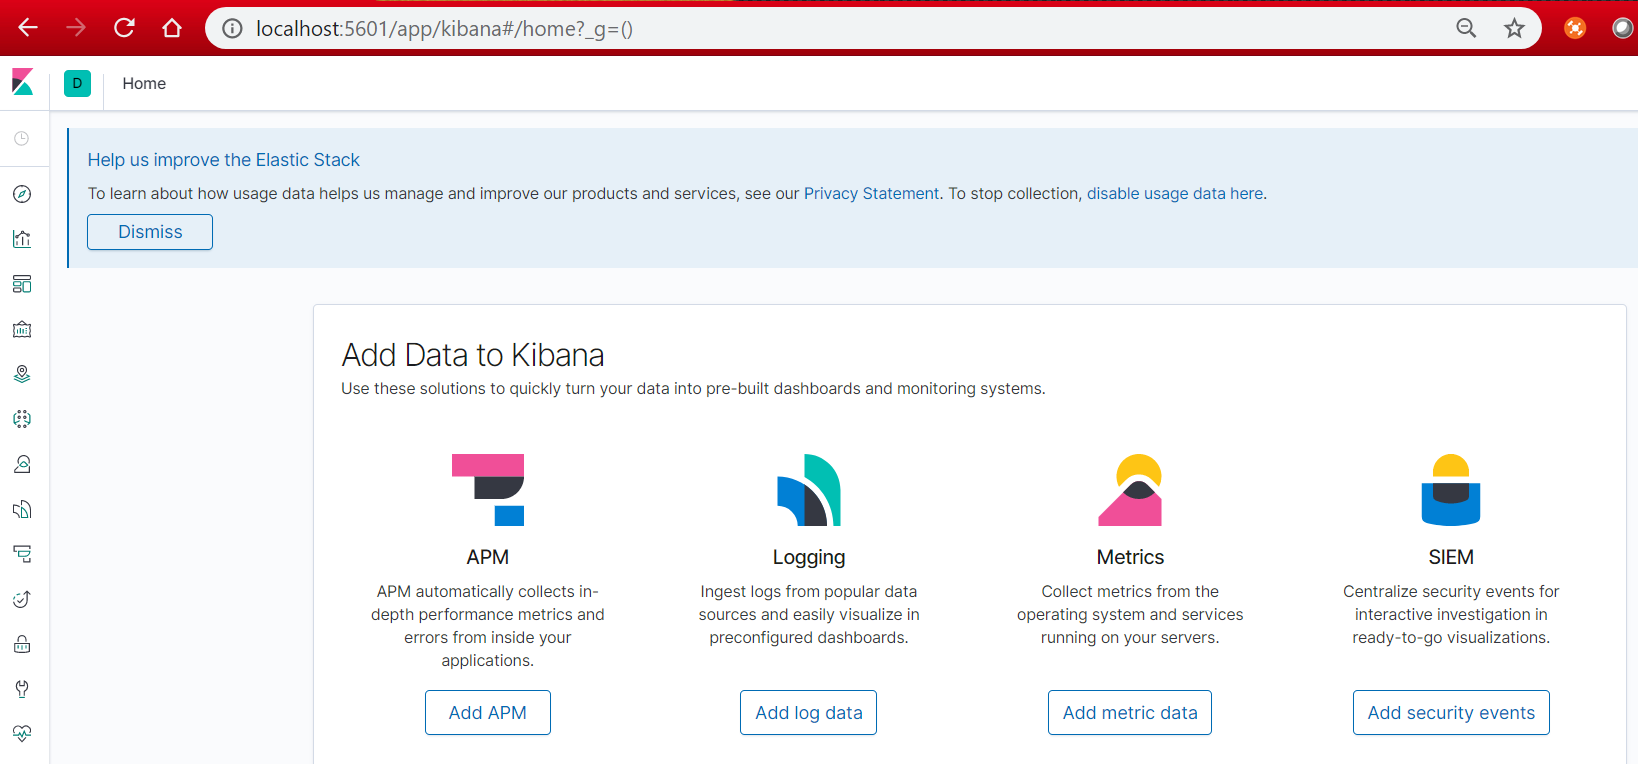 localhost:5601/app/kibana#/home?_g=()
D Home
Help us improve the Elastic Stack
To learn about how usage data helps us manage and improve our products and services, see our Privacy Statement. To stop collection, disable usage data here.
Dismiss
Add Data to Kibana
Use these solutions to quickly turn your data into pre-built dashboards and monitoring systems.
APM
APM automatically collects in-
depth performance metrics and
errors from inside your
applications.
Add APM
Logging
Ingest logs from popular data
sources and easily visualize in
preconfigured dashboards.
Add log data
Metrics
Collect metrics from the
operating system and services
running on your servers.
Add metric data
SIEM
Centralize security events for
interactive investigation in
ready-to-go visualizations.
Add security events